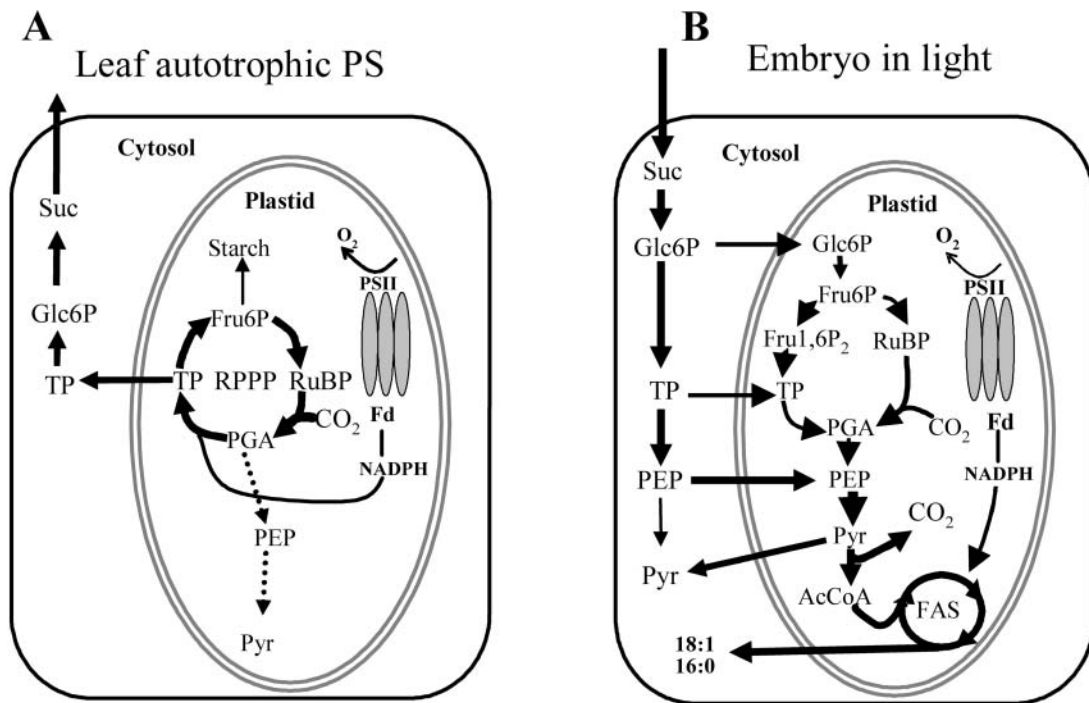 A
Leaf autotrophic PS
Cytosol
Plastid
Suc
Glc6P
TP
Starch
O2
PSII
Fru6P
TP RPPP RuBP
CO2
PGA
Fd
NADPH
PEP
Pyr
B
Embryo in light
Cytosol
Plastid
Suc
Glc6P
TP
PEP
Pyr
Glc6P
O2
PSII
Fru6P
Fru1,6P2
RuBP
TP
PGA
CO2
Fd
PEP
NADPH
CO2
Pyr
AcCoA
FAS
18:1
16:0